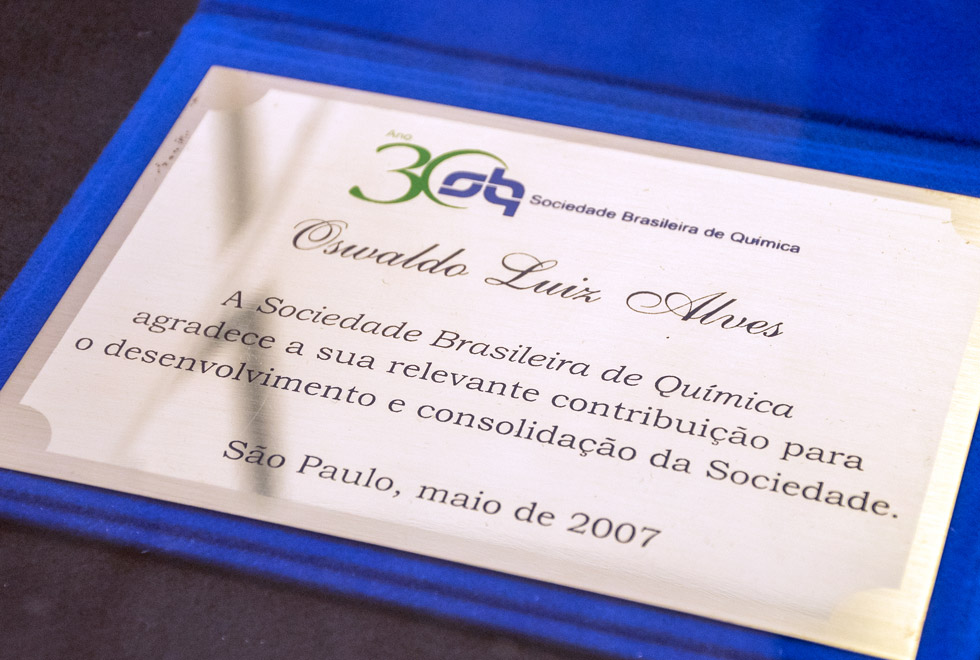 Ano
30 sbq Sociedade Brasileira de Química
Oswaldo Luiz Alves
A Sociedade Brasileira de Química
agradece a sua relevante contribuição para
o desenvolvimento e consolidação da Sociedade.
São Paulo, maio de 2007